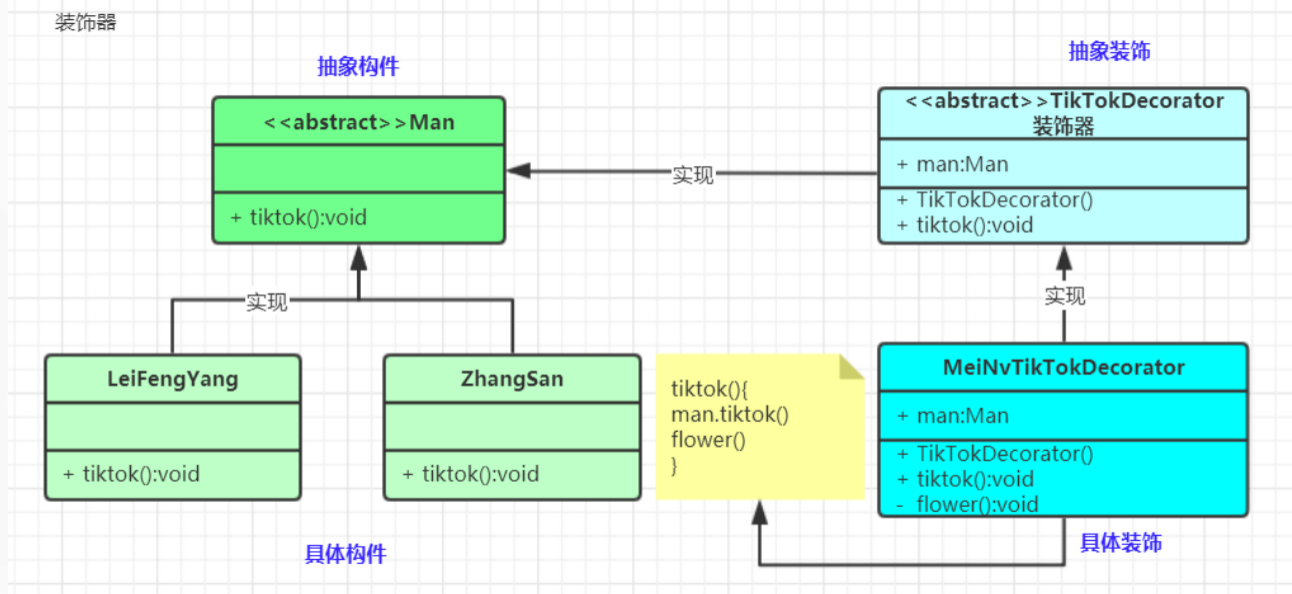 装饰器
抽象构件
<<abstract>>Man
+ tiktok():void
实现
LeiFengYang
+ tiktok():void
ZhangSan
+ tiktok():void
具体构件
实现
抽象装饰
<<abstract>>TikTokDecorator
装饰器
+ man:Man
+ TikTokDecorator()
+ tiktok():void
实现
tiktok(){
man.tiktok()
flower()
}
MeiNvTikTokDecorator
+ man:Man
+ TikTokDecorator()
+ tiktok():void
- flower():void
具体装饰